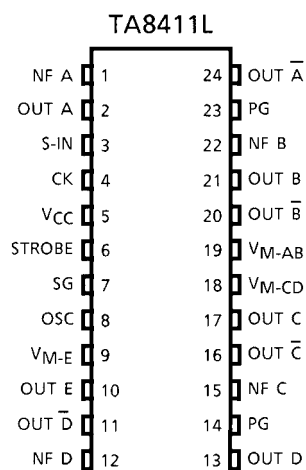 TA8411L
NF A 1 24 OUT A̅
OUT A 2 23 PG
S-IN 3 22 NF B
CK 4 21 OUT B
VCC 5 20 OUT B̅
STROBE 6 19 VM-AB
SG 7 18 VM-CD
OSC 8 17 OUT C
VM-E 9 16 OUT C̅
OUT E 10 15 NF C
OUT D̅ 11 14 PG
NF D 12 13 OUT D